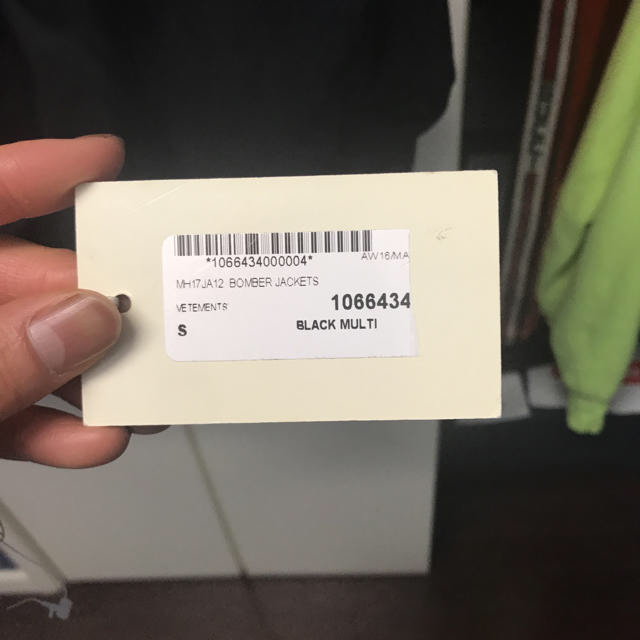 *1066434000004*
AW16/MA
MH17JA12 BOMBER JACKETS
VETEMENTS
1066434
S
BLACK MULTI